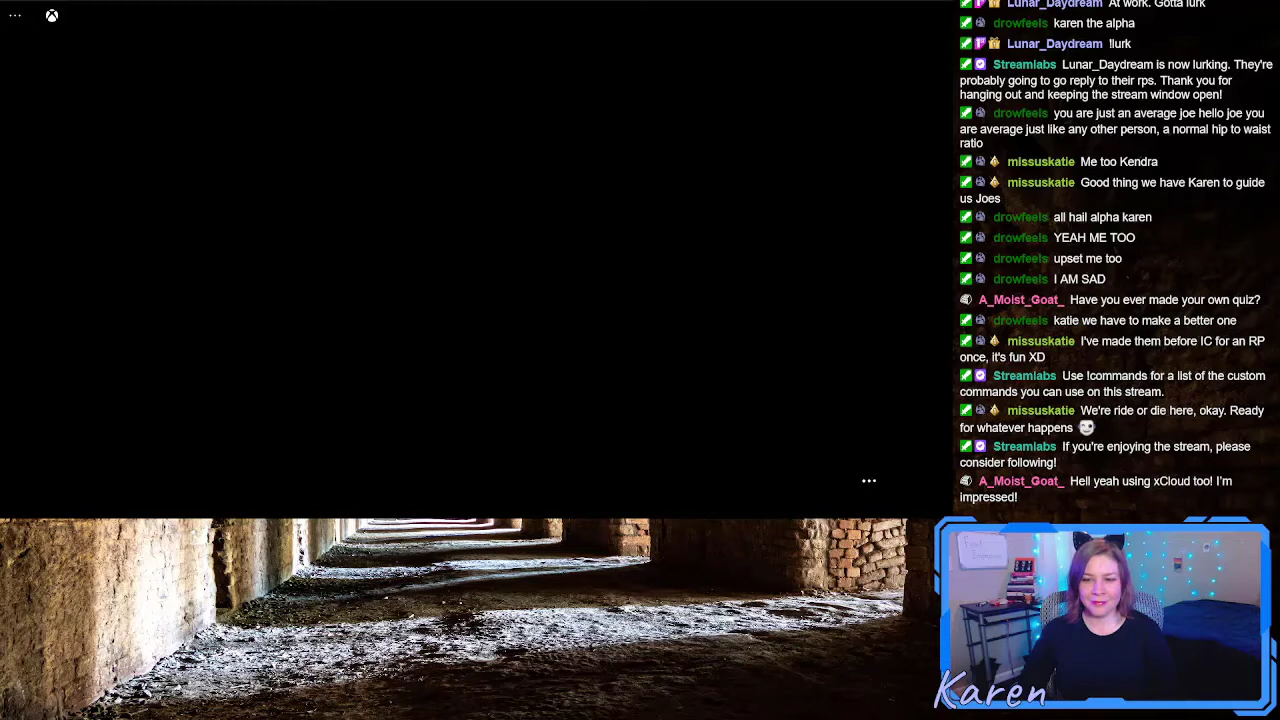 Lunar_Daydream At work. Gotta lurk
drowfeels karen the alpha
Lunar_Daydream !lurk
Streamlabs Lunar_Daydream is now lurking. They're
probably going to go reply to their rps. Thank you for
hanging out and keeping the stream window open!
drowfeels you are just an average joe hello joe you
are average just like any other person, a normal hip to waist
ratio
missuskatie Me too Kendra
missuskatie Good thing we have Karen to guide
us Joes
drowfeels all hail alpha karen
drowfeels YEAH ME TOO
drowfeels upset me too
drowfeels I AM SAD
A_Moist_Goat_ Have you ever made your own quiz?
drowfeels katie we have to make a better one
missuskatie I've made them before IC for an RP
once, it's fun XD
Streamlabs Use !commands for a list of the custom
commands you can use on this stream.
missuskatie We're ride or die here, okay. Ready
for whatever happens
Streamlabs If you're enjoying the stream, please
consider following!
A_Moist_Goat_ Hell yeah using xCloud too! I'm
impressed!
Karen